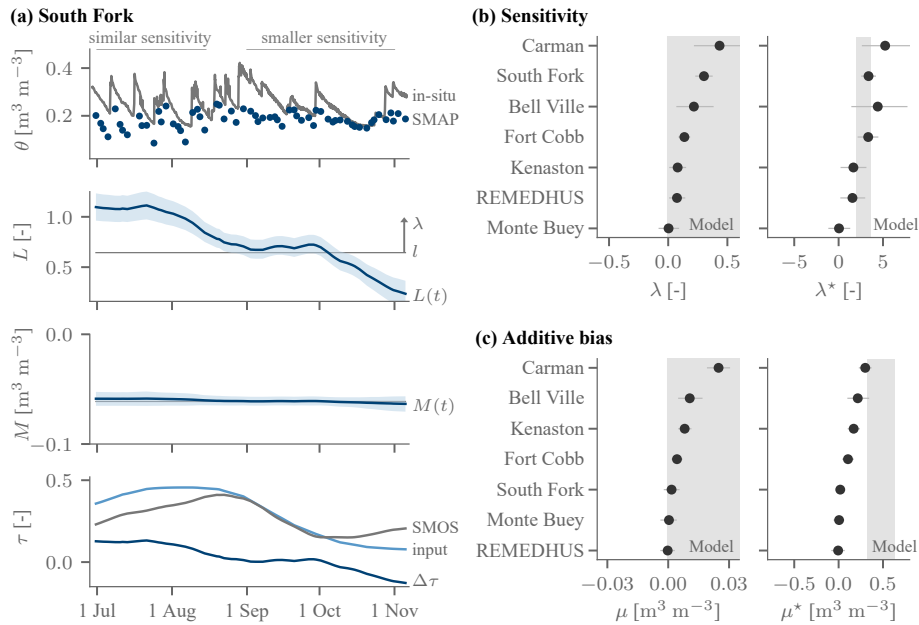 (a) South Fork
similar sensitivity
smaller sensitivity
θ [m³ m⁻³]
0.4
0.2
in-situ
SMAP
L [-]
1.0
0.5
λ
l
L(t)
M [m³ m⁻³]
0.0
−0.1
M(t)
τ [-]
0.5
0.0
SMOS
input
Δτ
1 Jul
1 Aug
1 Sep
1 Oct
1 Nov
(b) Sensitivity
Carman
South Fork
Bell Ville
Fort Cobb
Kenaston
REMEDHUS
Monte Buey
Model
−0.5
0.0
0.5
λ [-]
Model
−5
0
5
λ⋆ [-]
(c) Additive bias
Carman
Bell Ville
Kenaston
Fort Cobb
South Fork
Monte Buey
REMEDHUS
Model
−0.03
0.00
0.03
μ [m³ m⁻³]
Model
−0.5
0.0
0.5
μ⋆ [m³ m⁻³]